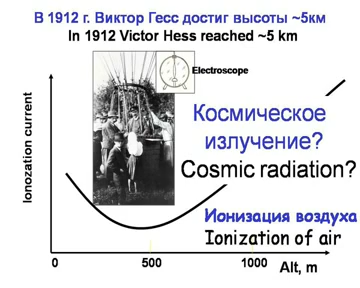 В 1912 г. Виктор Гесс достиг высоты ~5км
In 1912 Victor Hess reached ~5 km
Electroscope
Ionozation current
Космическое
излучение?
Cosmic radiation?
Ионизация воздуха
Ionization of air
0
500
1000
Alt, m